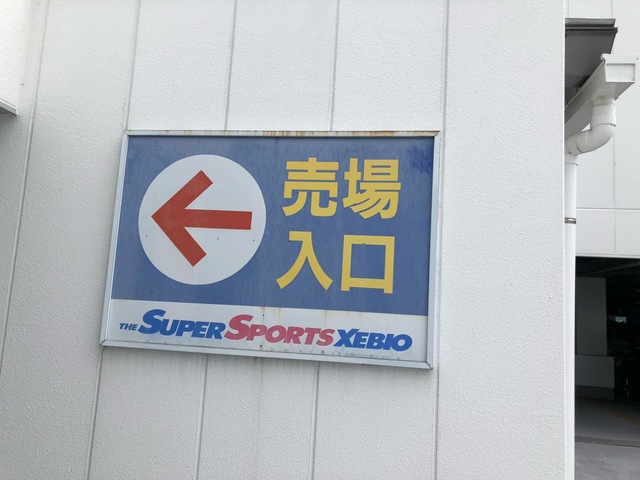 売場
入口
THE SUPER SPORTS XEBIO